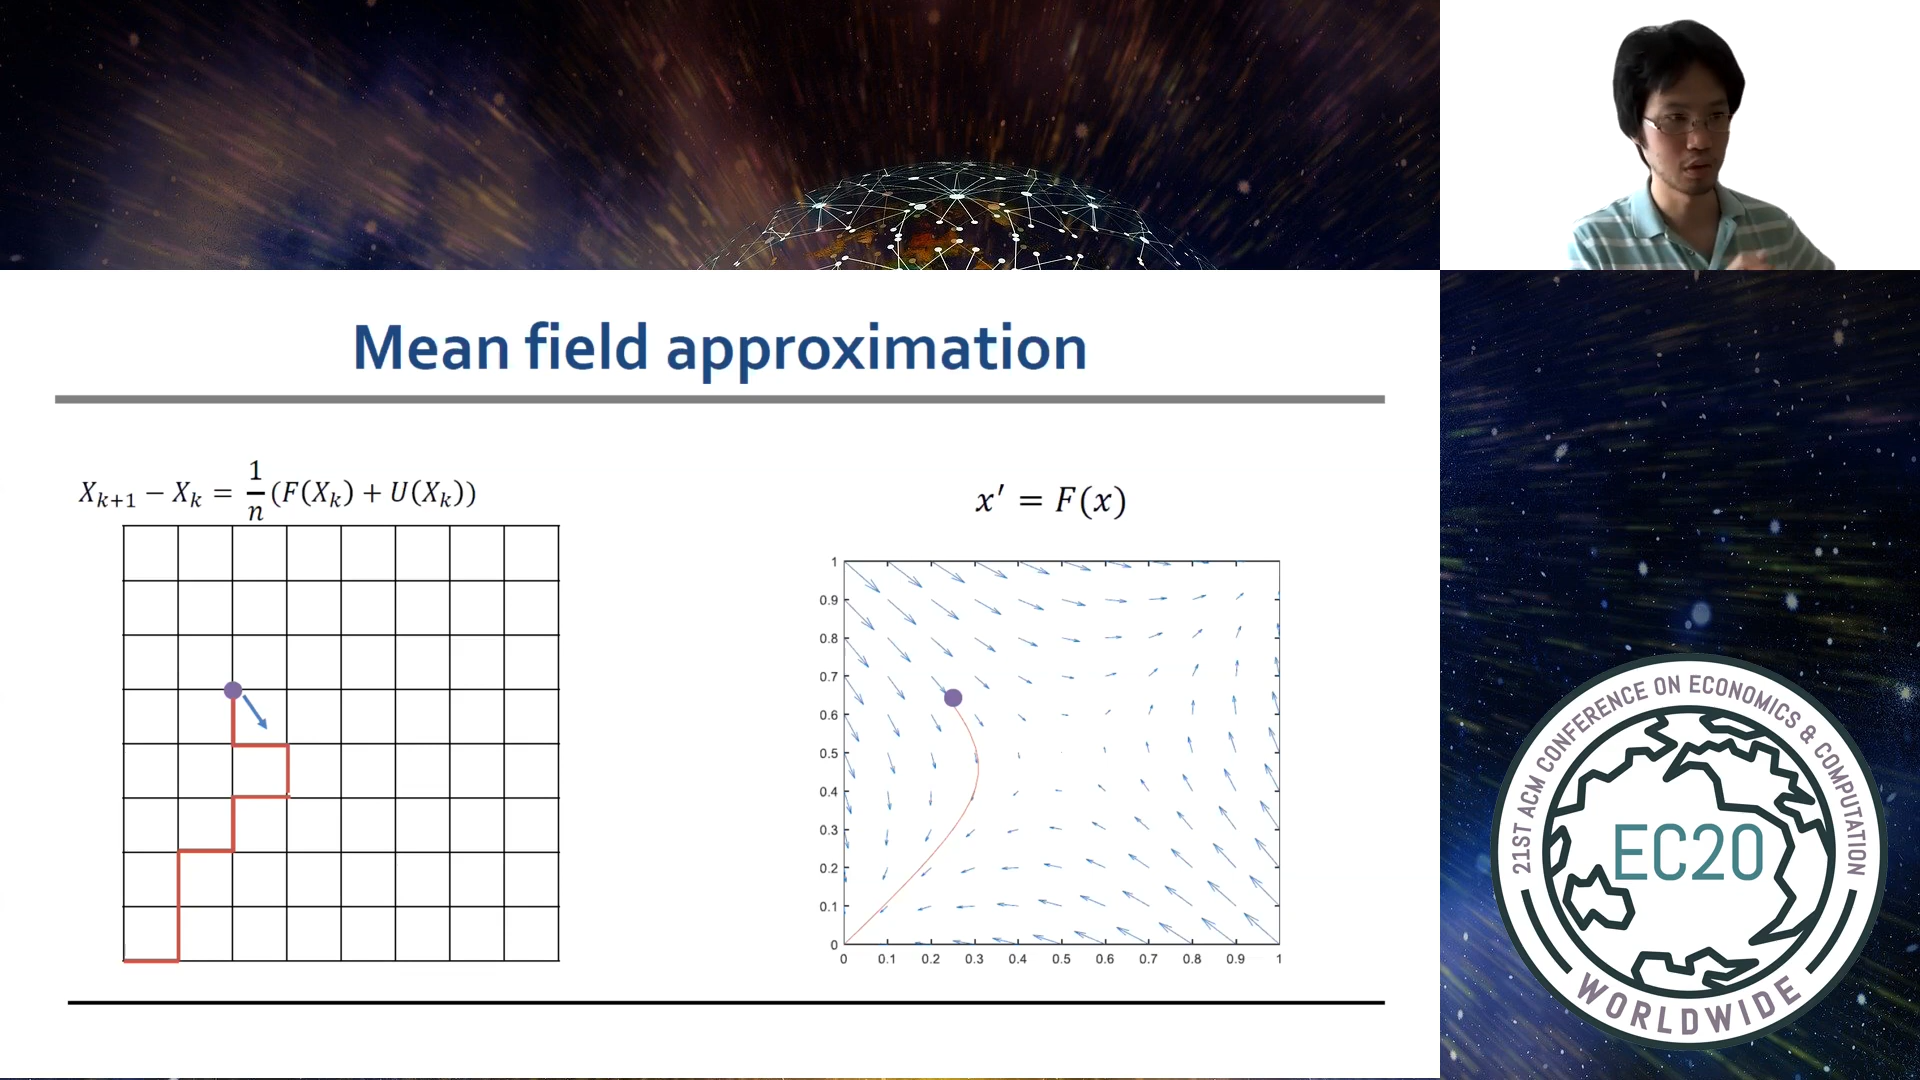 Mean field approximation
X_{k+1} − X_k = \frac{1}{n}(F(X_k) + U(X_k))
x′ = F(x)
1
0.9
0.8
0.7
0.6
0.5
0.4
0.3
0.2
0.1
0
0 0.1 0.2 0.3 0.4 0.5 0.6 0.7 0.8 0.9 1
21ST ACM CONFERENCE ON ECONOMICS & COMPUTATION
EC20
WORLDWIDE